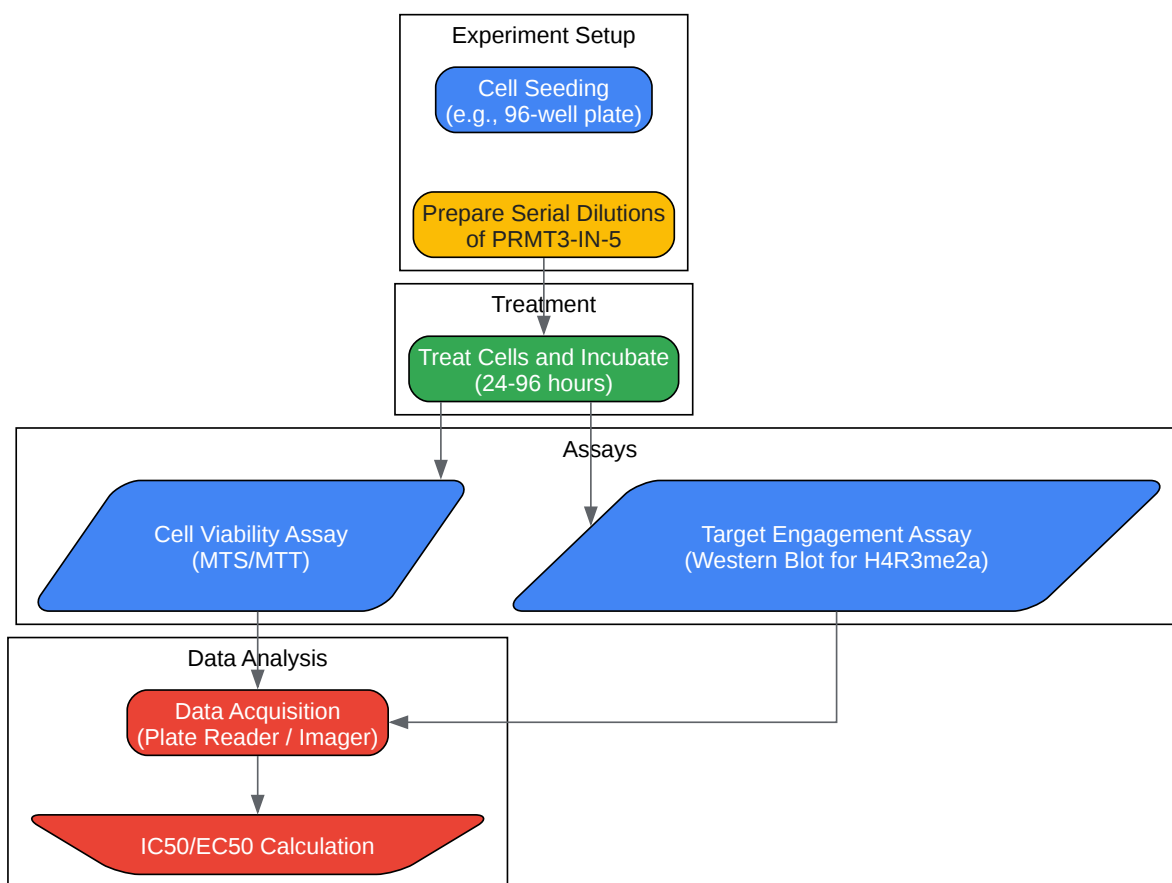 Experiment Setup
Cell Seeding
(e.g., 96-well plate)
Prepare Serial Dilutions
of PRMT3-IN-5
Treatment
Treat Cells and Incubate
(24-96 hours)
Assays
Cell Viability Assay
(MTS/MTT)
Target Engagement Assay
(Western Blot for H4R3me2a)
Data Analysis
Data Acquisition
(Plate Reader / Imager)
IC50/EC50 Calculation